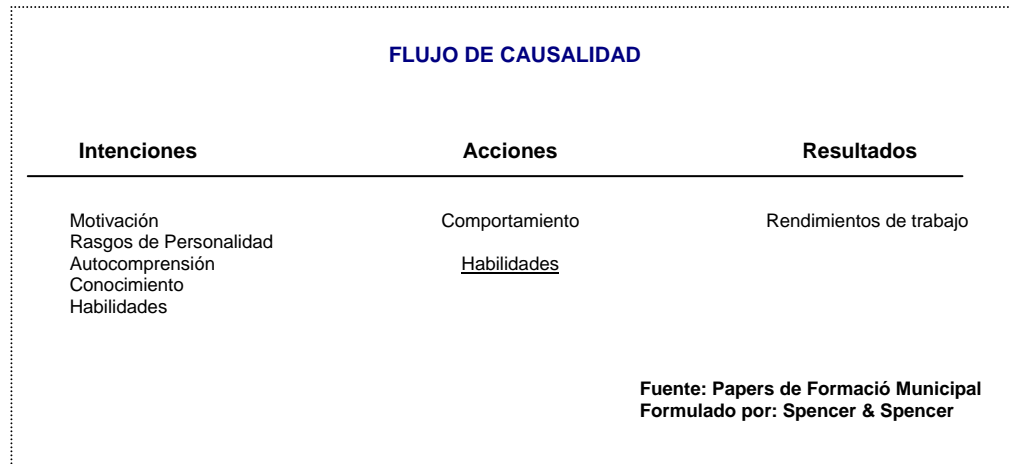 FLUJO DE CAUSALIDAD
Intenciones Acciones Resultados
Motivación Comportamiento Rendimientos de trabajo
Rasgos de Personalidad
Autocomprensión Habilidades
Conocimiento
Habilidades
Fuente: Papers de Formació Municipal
Formulado por: Spencer & Spencer